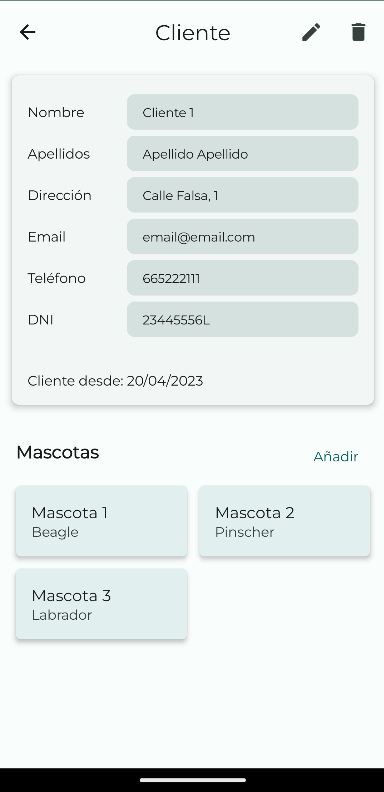 Cliente
Nombre Cliente 1
Apellidos Apellido Apellido
Dirección Calle Falsa, 1
Email email@email.com
Teléfono 665222111
DNI 23445556L
Cliente desde: 20/04/2023
Mascotas Añadir
Mascota 1 Mascota 2
Beagle Pinscher
Mascota 3
Labrador